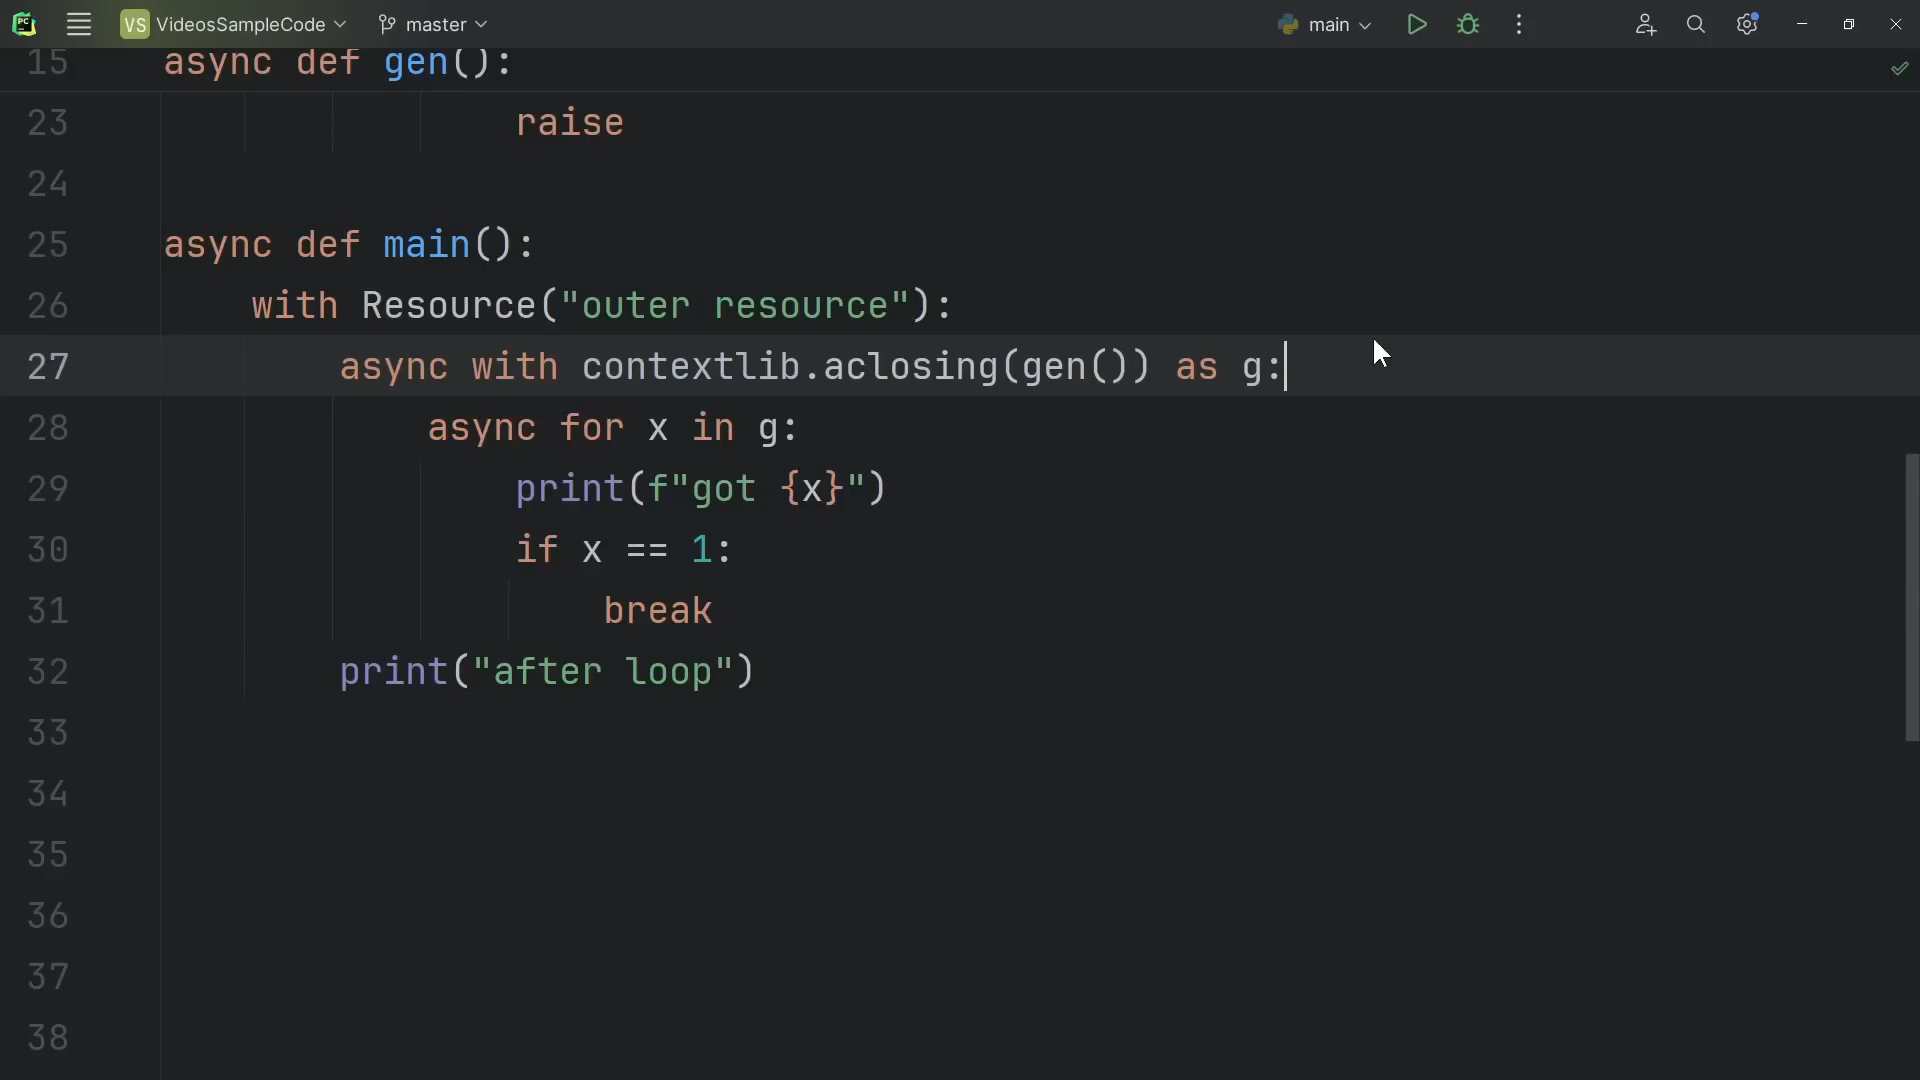 PC VS VideosSampleCode master main
15 async def gen():
23 raise
24
25 async def main():
26 with Resource("outer resource"):
27 async with contextlib.aclosing(gen()) as g:
28 async for x in g:
29 print(f"got {x}")
30 if x == 1:
31 break
32 print("after loop")
33
34
35
36
37
38